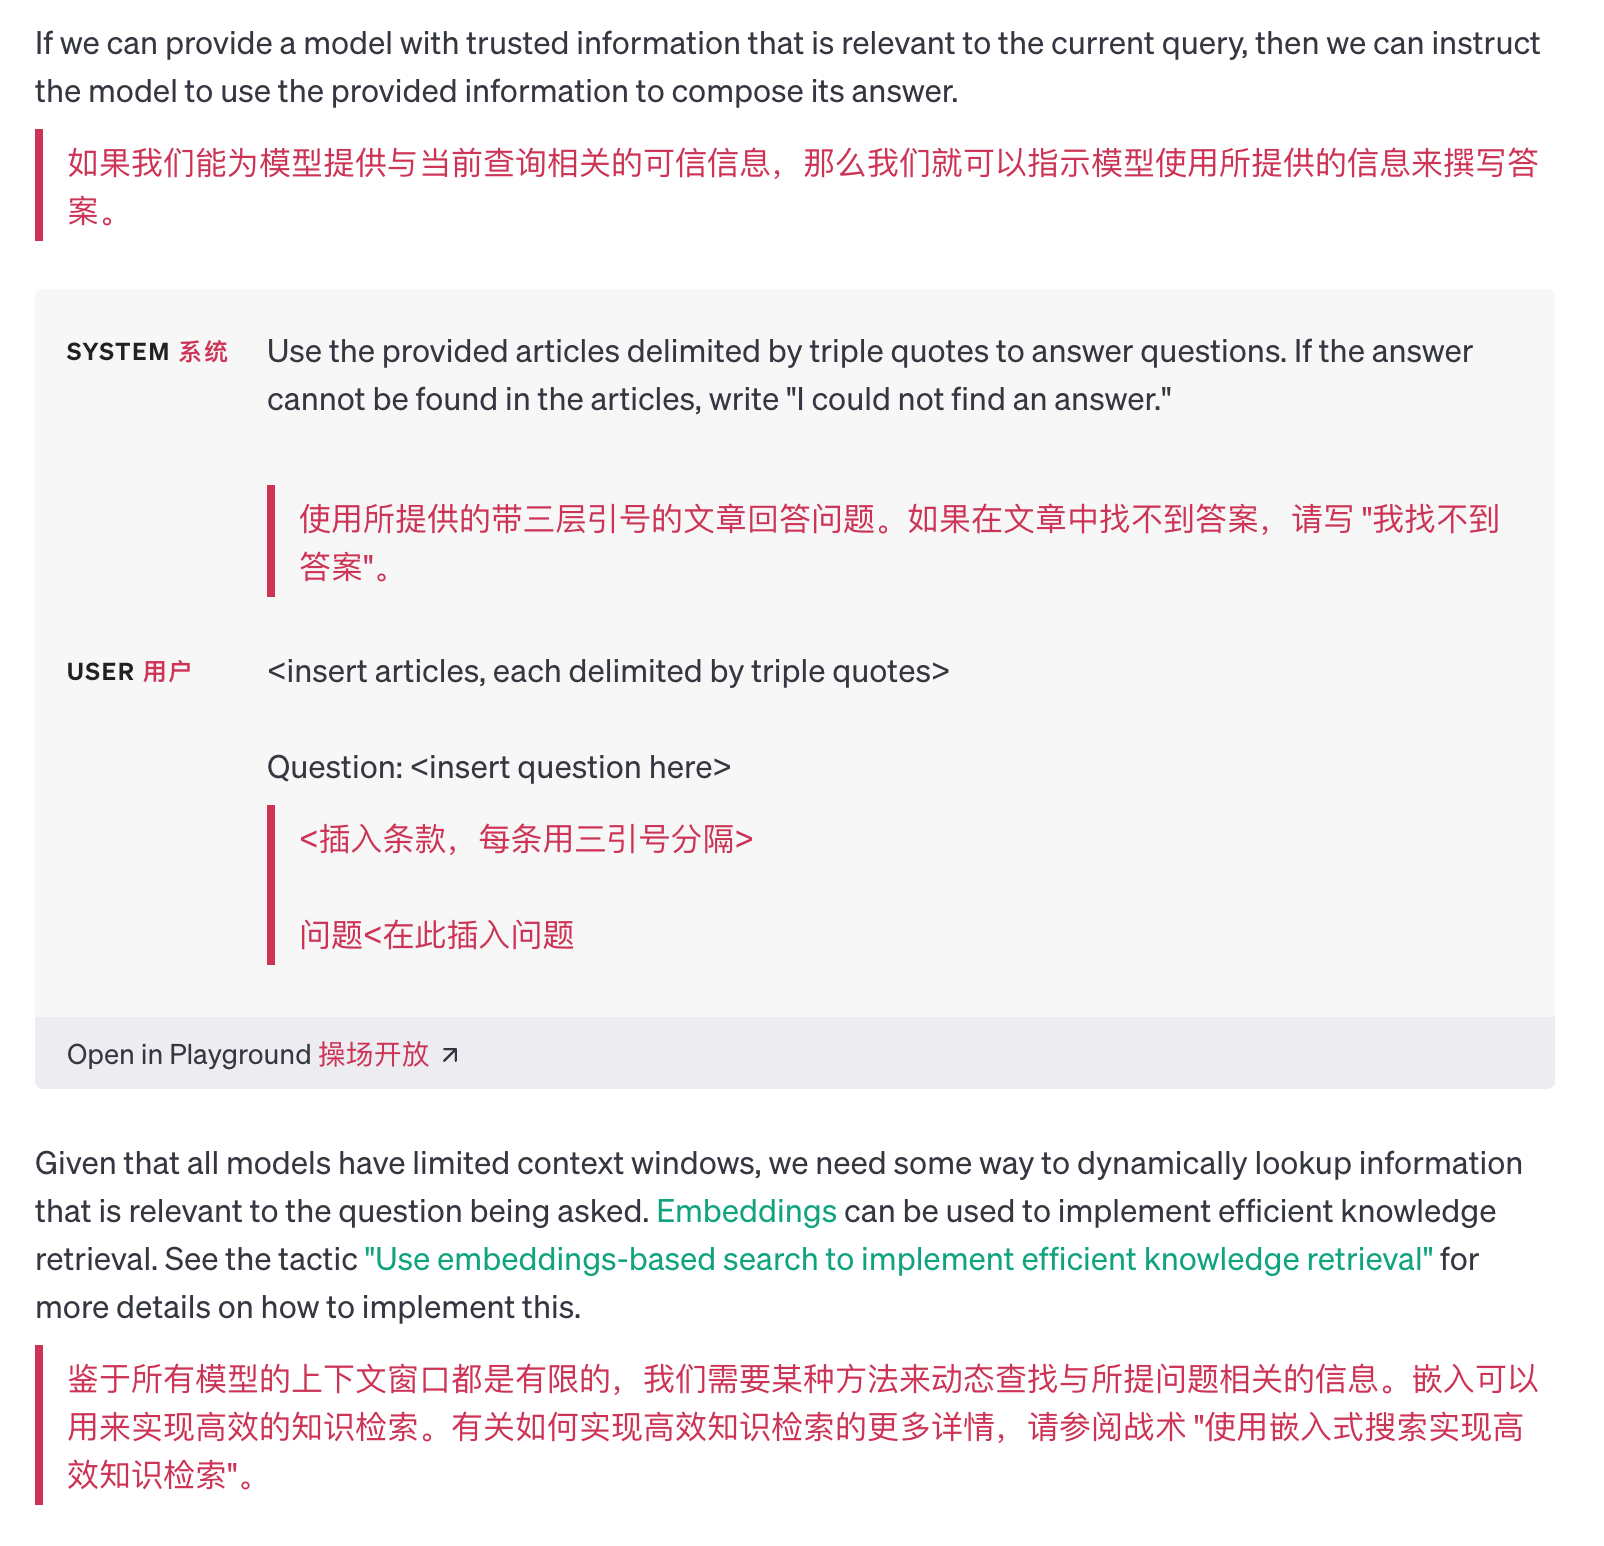 If we can provide a model with trusted information that is relevant to the current query, then we can instruct
the model to use the provided information to compose its answer.
如果我们能为模型提供与当前查询相关的可信信息，那么我们就可以指示模型使用所提供的信息来撰写答
案。
SYSTEM 系统
Use the provided articles delimited by triple quotes to answer questions. If the answer
cannot be found in the articles, write "I could not find an answer."
使用所提供的带三层引号的文章回答问题。如果在文章中找不到答案，请写 "我找不到
答案"。
USER 用户
<insert articles, each delimited by triple quotes>
Question: <insert question here>
<插入条款，每条用三引号分隔>
问题<在此插入问题
Open in Playground 操场开放 ↗
Given that all models have limited context windows, we need some way to dynamically lookup information
that is relevant to the question being asked. Embeddings can be used to implement efficient knowledge
retrieval. See the tactic "Use embeddings-based search to implement efficient knowledge retrieval" for
more details on how to implement this.
鉴于所有模型的上下文窗口都是有限的，我们需要某种方法来动态查找与所提问题相关的信息。嵌入可以
用来实现高效的知识检索。有关如何实现高效知识检索的更多详情，请参阅战术 "使用嵌入式搜索实现高
效知识检索"。